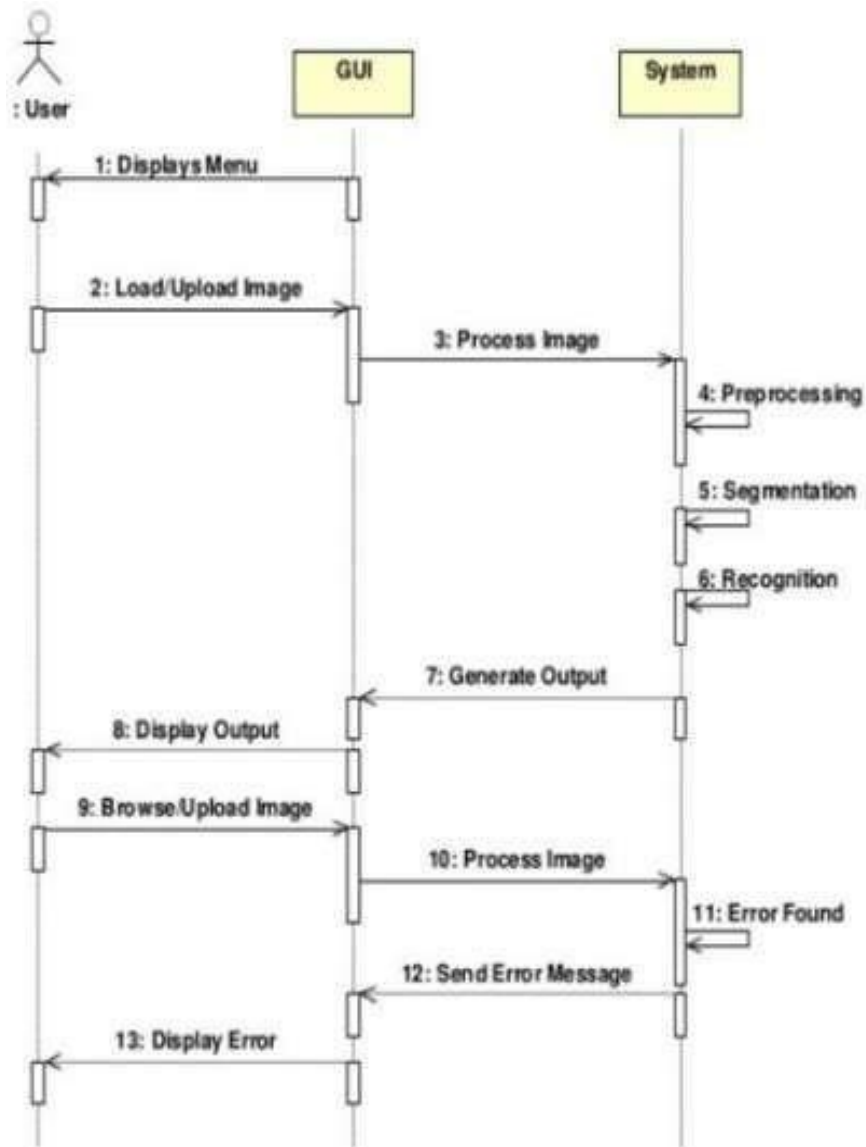 GUI
System
: User
1: Displays Menu
2: Load/Upload Image
3: Process Image
4: Preprocessing
5: Segmentation
6: Recognition
7: Generate Output
8: Display Output
9: Browse/Upload Image
10: Process Image
11: Error Found
12: Send Error Message
13: Display Error